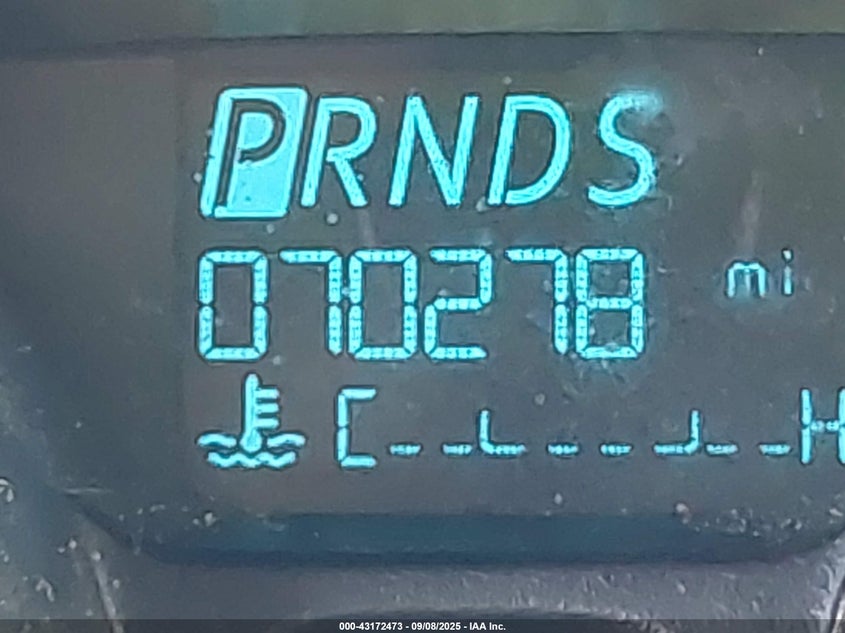 PRNDS
070278 mi
C H
000-43172473 - 09/08/2025 - IAA Inc.